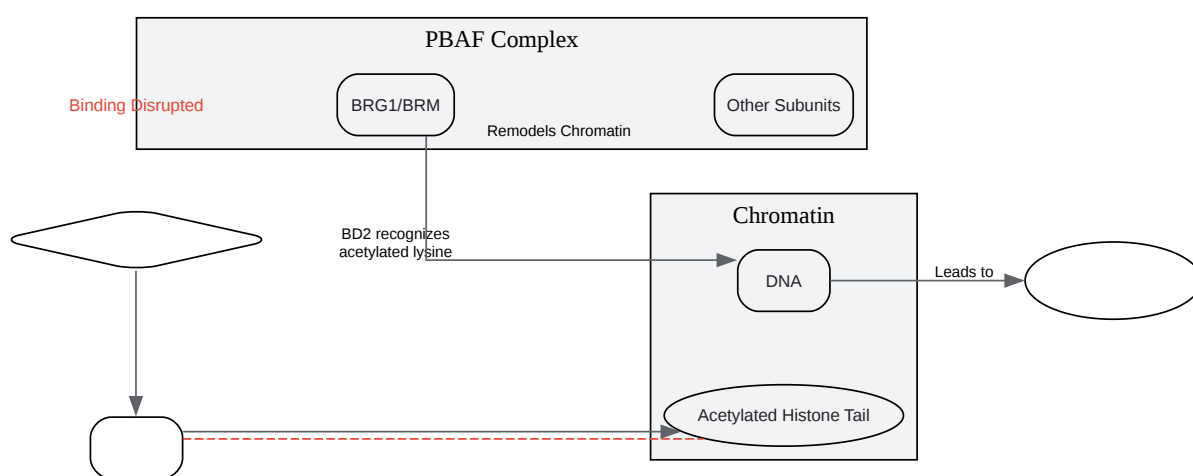 PBAF Complex
Binding Disrupted
BRG1/BRM
Other Subunits
Remodels Chromatin
Chromatin
BD2 recognizes
acetylated lysine
DNA
Leads to
Acetylated Histone Tail